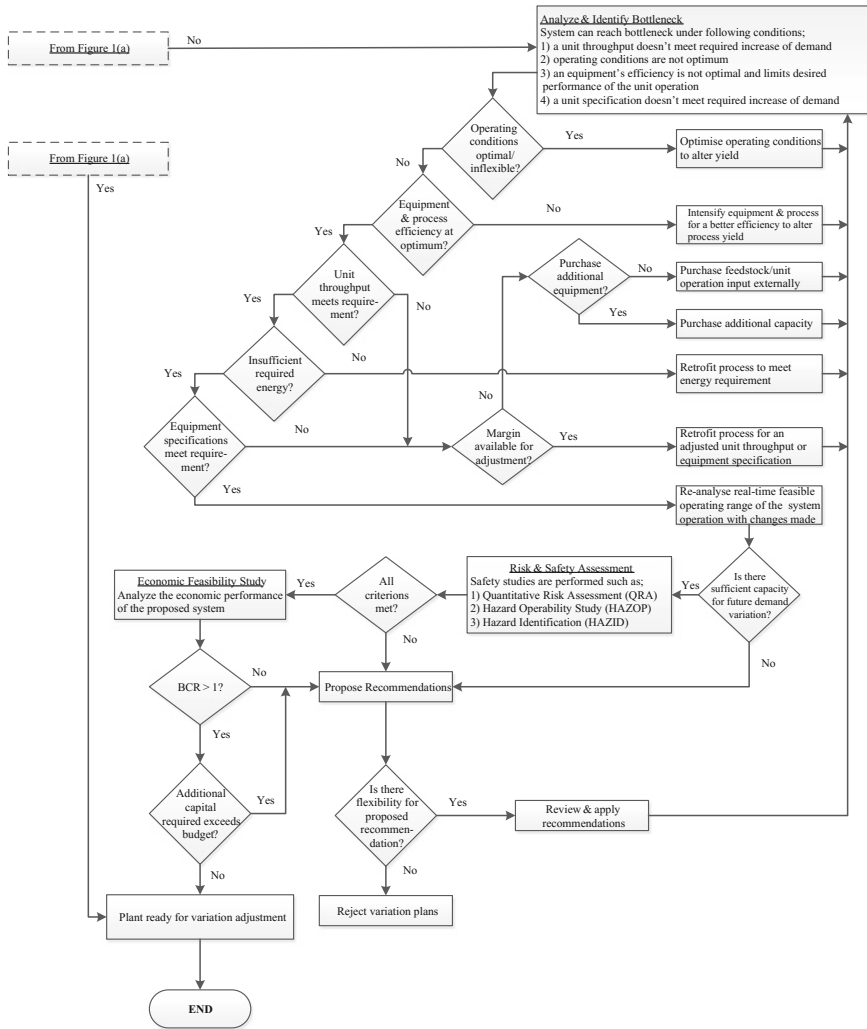 From Figure 1(a)
No
Analyze & Identify Bottleneck
System can reach bottleneck under following conditions;
1) a unit throughput doesn't meet required increase of demand
2) operating conditions are not optimum
3) an equipment's efficiency is not optimal and limits desired
performance of the unit operation
4) a unit specification doesn't meet required increase of demand
From Figure 1(a)
Yes
Operating
conditions
optimal/
inflexible?
Yes
Optimise operating conditions
to alter yield
No
Equipment
& process
efficiency at
optimum?
No
Intensify equipment & process
for a better efficiency to alter
process yield
Yes
Unit
throughput
meets require-
ment?
No
Purchase
additional
equipment?
No
Purchase feedstock/unit
operation input externally
Yes
Purchase additional capacity
Yes
Insufficient
required
energy?
No
Retrofit process to meet
energy requirement
Yes
Equipment
specifications
meet require-
ment?
No
No
Margin
available for
adjustment?
Yes
Retrofit process for an
adjusted unit throughput or
equipment specification
Yes
Re-analyse real-time feasible
operating range of the system
operation with changes made
Is there
sufficient capacity
for future demand
variation?
Yes
No
Risk & Safety Assessment
Safety studies are performed such as;
1) Quantitative Risk Assessment (QRA)
2) Hazard Operability Study (HAZOP)
3) Hazard Identification (HAZID)
All
criterions
met?
Yes
No
Economic Feasibility Study
Analyze the economic performance
of the proposed system
BCR > 1?
No
Propose Recommendations
Yes
Additional
capital
required exceeds
budget?
Yes
No
Is there
flexibility for
proposed
recommen-
dation?
Yes
Review & apply
recommendations
No
Reject variation plans
Plant ready for variation adjustment
END